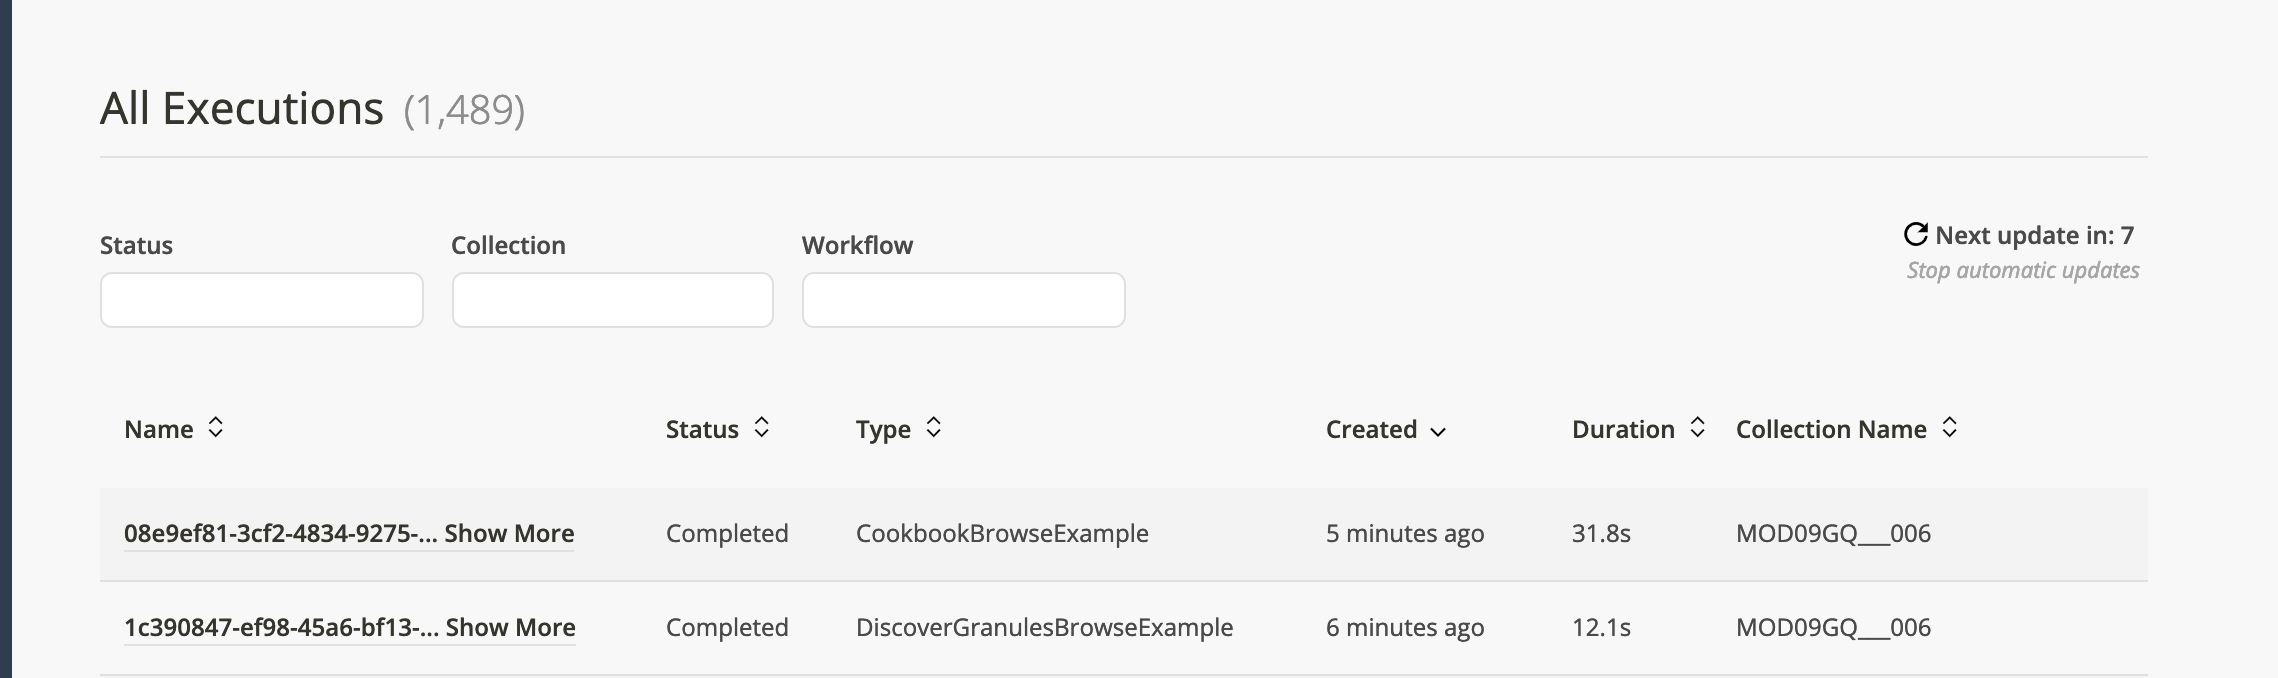 All Executions (1,489)
Status Collection Workflow
Next update in: 7
Stop automatic updates
Name Status Type Created Duration Collection Name
08e9ef81-3cf2-4834-9275-... Show More Completed CookbookBrowseExample 5 minutes ago 31.8s MOD09GQ___006
1c390847-ef98-45a6-bf13-... Show More Completed DiscoverGranulesBrowseExample 6 minutes ago 12.1s MOD09GQ___006